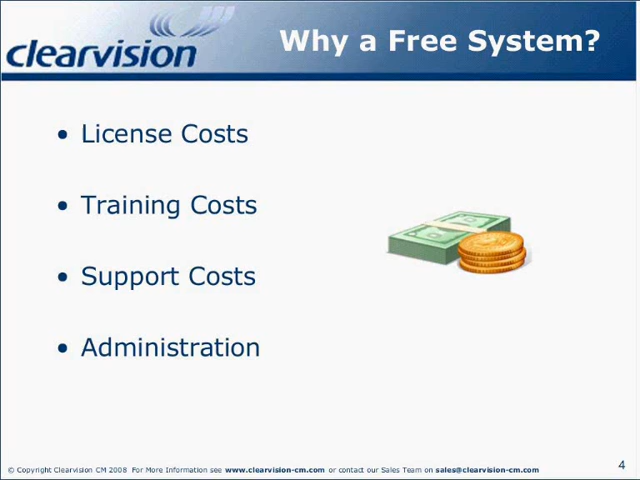 clearvision
Why a Free System?
• License Costs
• Training Costs
• Support Costs
• Administration
© Copyright Clearvision CM 2008 For More Information see www.clearvision-cm.com or contact our Sales Team on sales@clearvision-cm.com
4